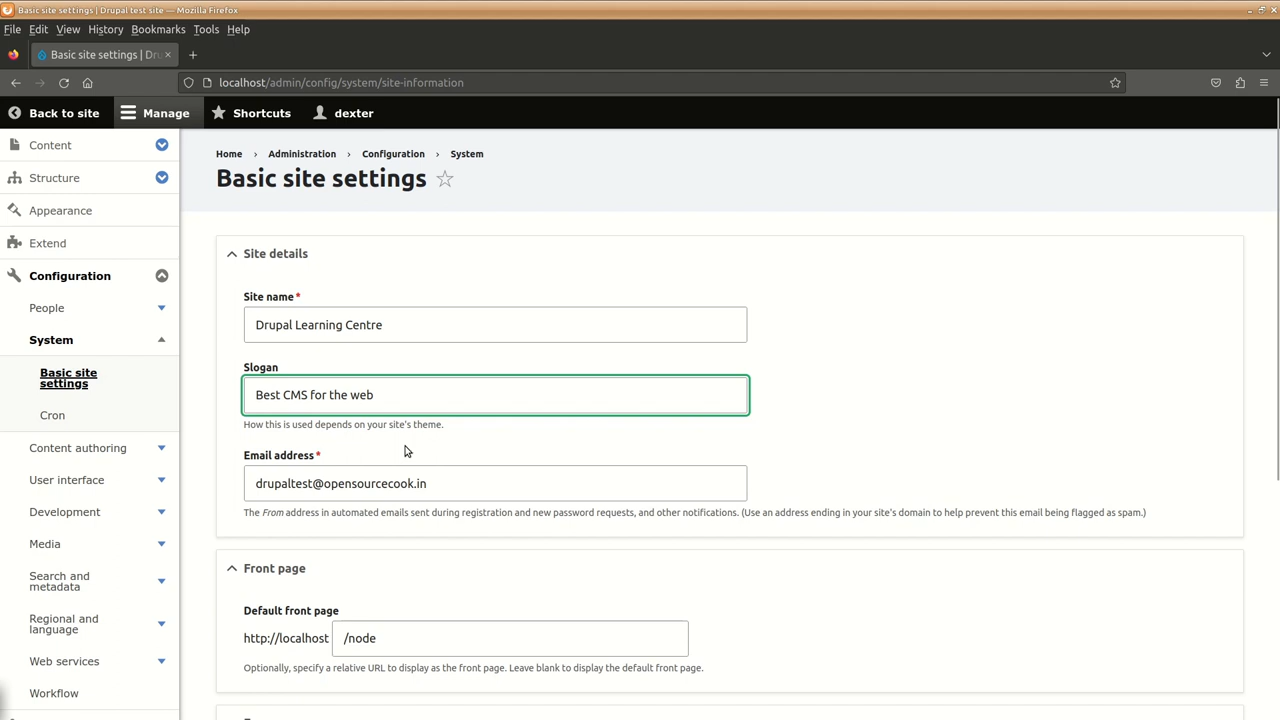 Basic site settings | Drupal test site — Mozilla Firefox
File Edit View History Bookmarks Tools Help
Basic site settings | Dru
localhost/admin/config/system/site-information
Back to site Manage Shortcuts dexter
Content
Structure
Appearance
Extend
Configuration
People
System
Basic site
settings
Cron
Content authoring
User interface
Development
Media
Search and
metadata
Regional and
language
Web services
Workflow
Home › Administration › Configuration › System
Basic site settings
Site details
Site name*
Drupal Learning Centre
Slogan
Best CMS for the web
How this is used depends on your site's theme.
Email address*
drupaltest@opensourcecook.in
The From address in automated emails sent during registration and new password requests, and other notifications. (Use an address ending in your site's domain to help prevent this email being flagged as spam.)
Front page
Default front page
http://localhost /node
Optionally, specify a relative URL to display as the front page. Leave blank to display the default front page.